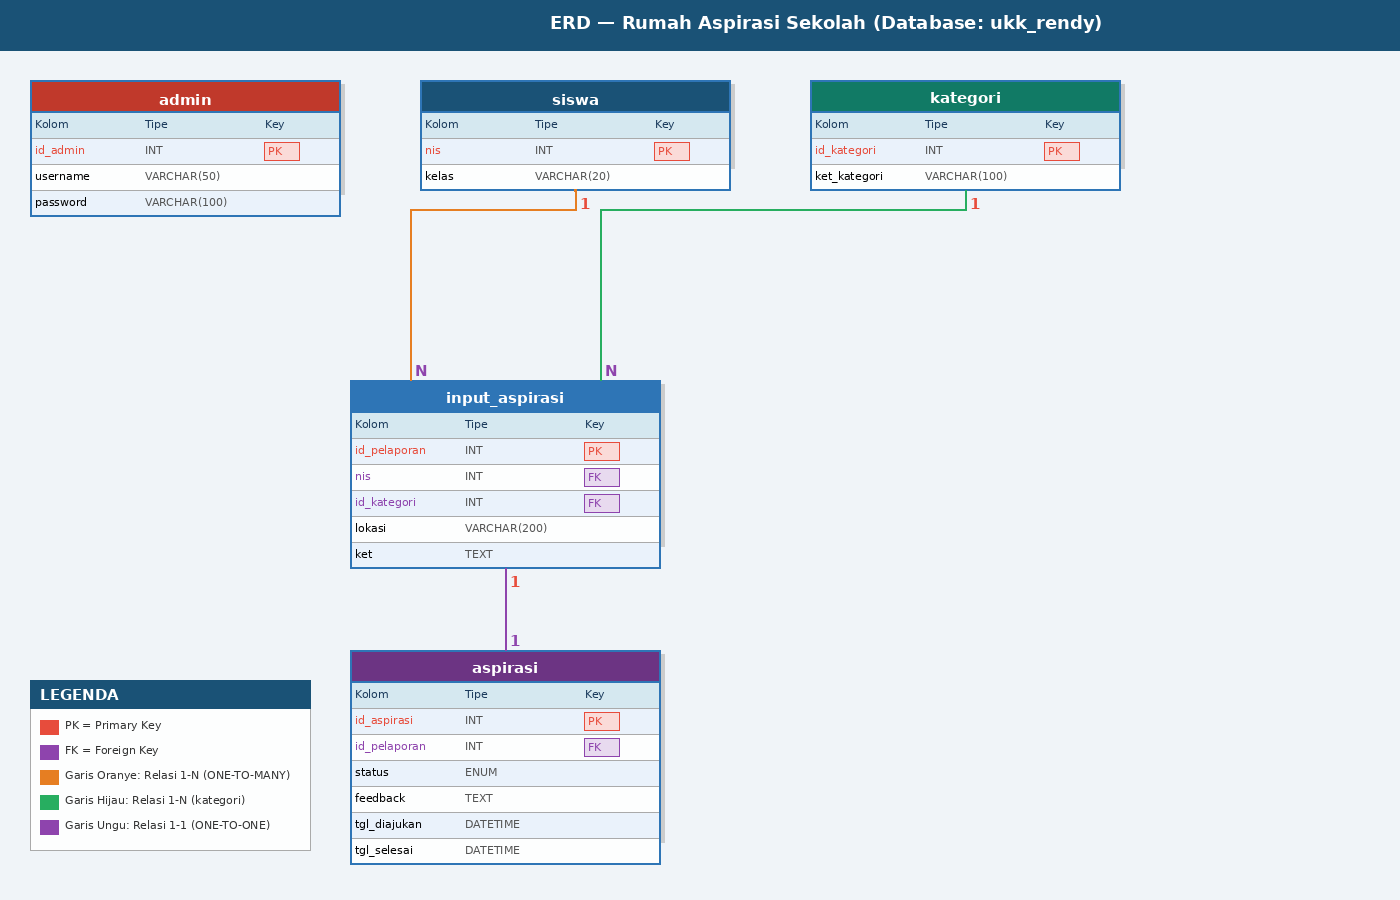 ERD — Rumah Aspirasi Sekolah (Database: ukk_rendy)
admin
Kolom Tipe Key
id_admin INT PK
username VARCHAR(50)
password VARCHAR(100)
siswa
Kolom Tipe Key
nis INT PK
kelas VARCHAR(20)
kategori
Kolom Tipe Key
id_kategori INT PK
ket_kategori VARCHAR(100)
1
1
N
N
input_aspirasi
Kolom Tipe Key
id_pelaporan INT PK
nis INT FK
id_kategori INT FK
lokasi VARCHAR(200)
ket TEXT
1
1
aspirasi
Kolom Tipe Key
id_aspirasi INT PK
id_pelaporan INT FK
status ENUM
feedback TEXT
tgl_diajukan DATETIME
tgl_selesai DATETIME
LEGENDA
PK = Primary Key
FK = Foreign Key
Garis Oranye: Relasi 1-N (ONE-TO-MANY)
Garis Hijau: Relasi 1-N (kategori)
Garis Ungu: Relasi 1-1 (ONE-TO-ONE)